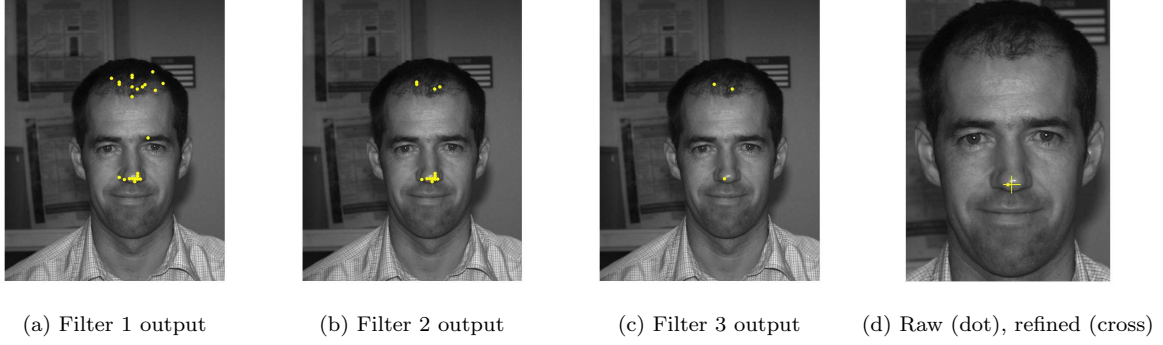 (a) Filter 1 output
(b) Filter 2 output
(c) Filter 3 output
(d) Raw (dot), refined (cross)